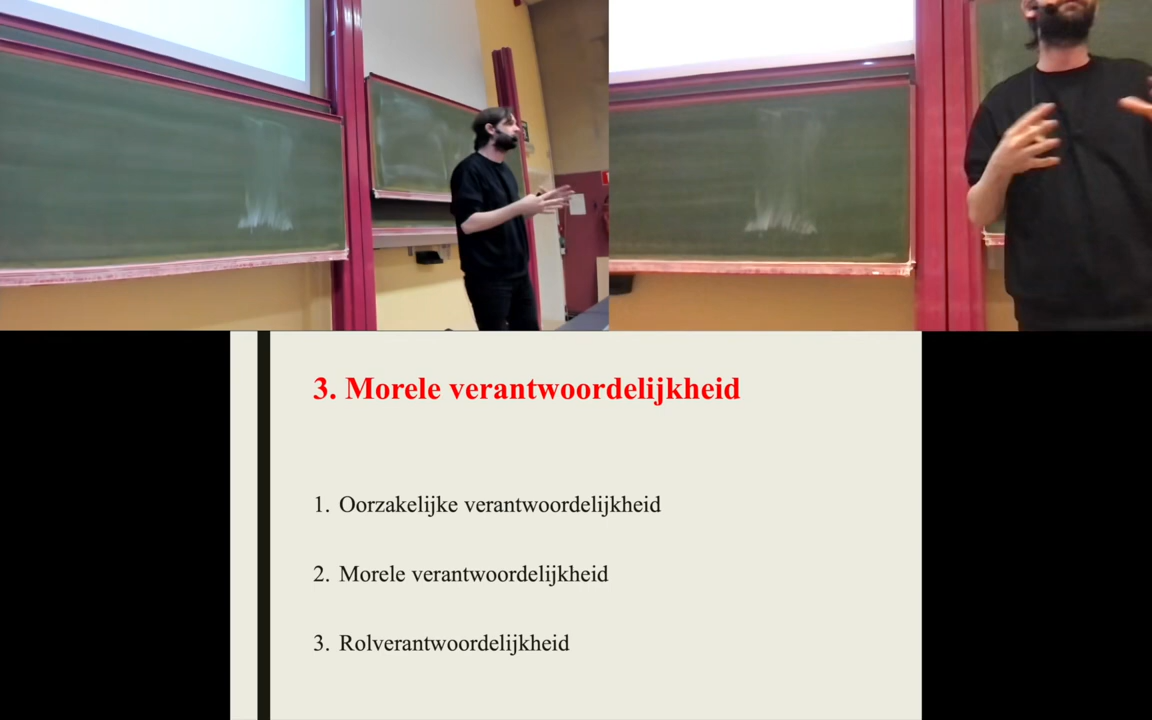 3. Morele verantwoordelijkheid
1. Oorzakelijke verantwoordelijkheid
2. Morele verantwoordelijkheid
3. Rolverantwoordelijkheid